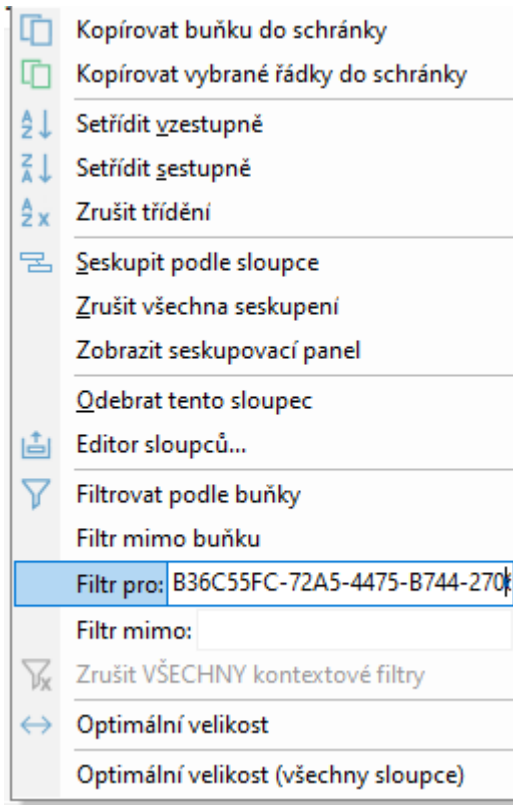 Kopírovat buňku do schránky
Kopírovat vybrané řádky do schránky
Setřídit vzestupně
Setřídit sestupně
Zrušit třídění
Seskupit podle sloupce
Zrušit všechna seskupení
Zobrazit seskupovací panel
Odebrat tento sloupec
Editor sloupců...
Filtrovat podle buňky
Filtr mimo buňku
Filtr pro: B36C55FC-72A5-4475-B744-270
Filtr mimo:
Zrušit VŠECHNY kontextové filtry
Optimální velikost
Optimální velikost (všechny sloupce)